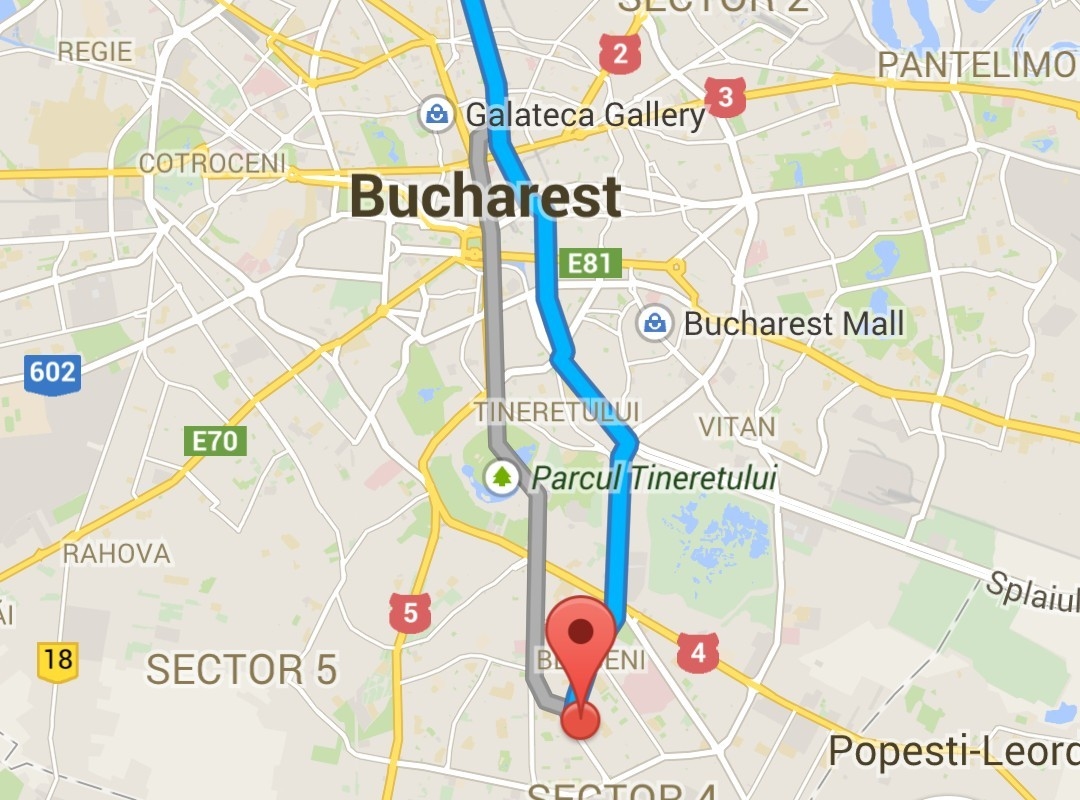 SECTOR 2
REGIE
2
PANTELIMO
3
Galateca Gallery
COTROCENI
Bucharest
E81
Bucharest Mall
602
TINERETULUI
VITAN
E70
Parcul Tineretului
RAHOVA
Splaiul
ĂI
5
4
18
SECTOR 5
BE ENI
Popesti-Leord
SECTOR 4